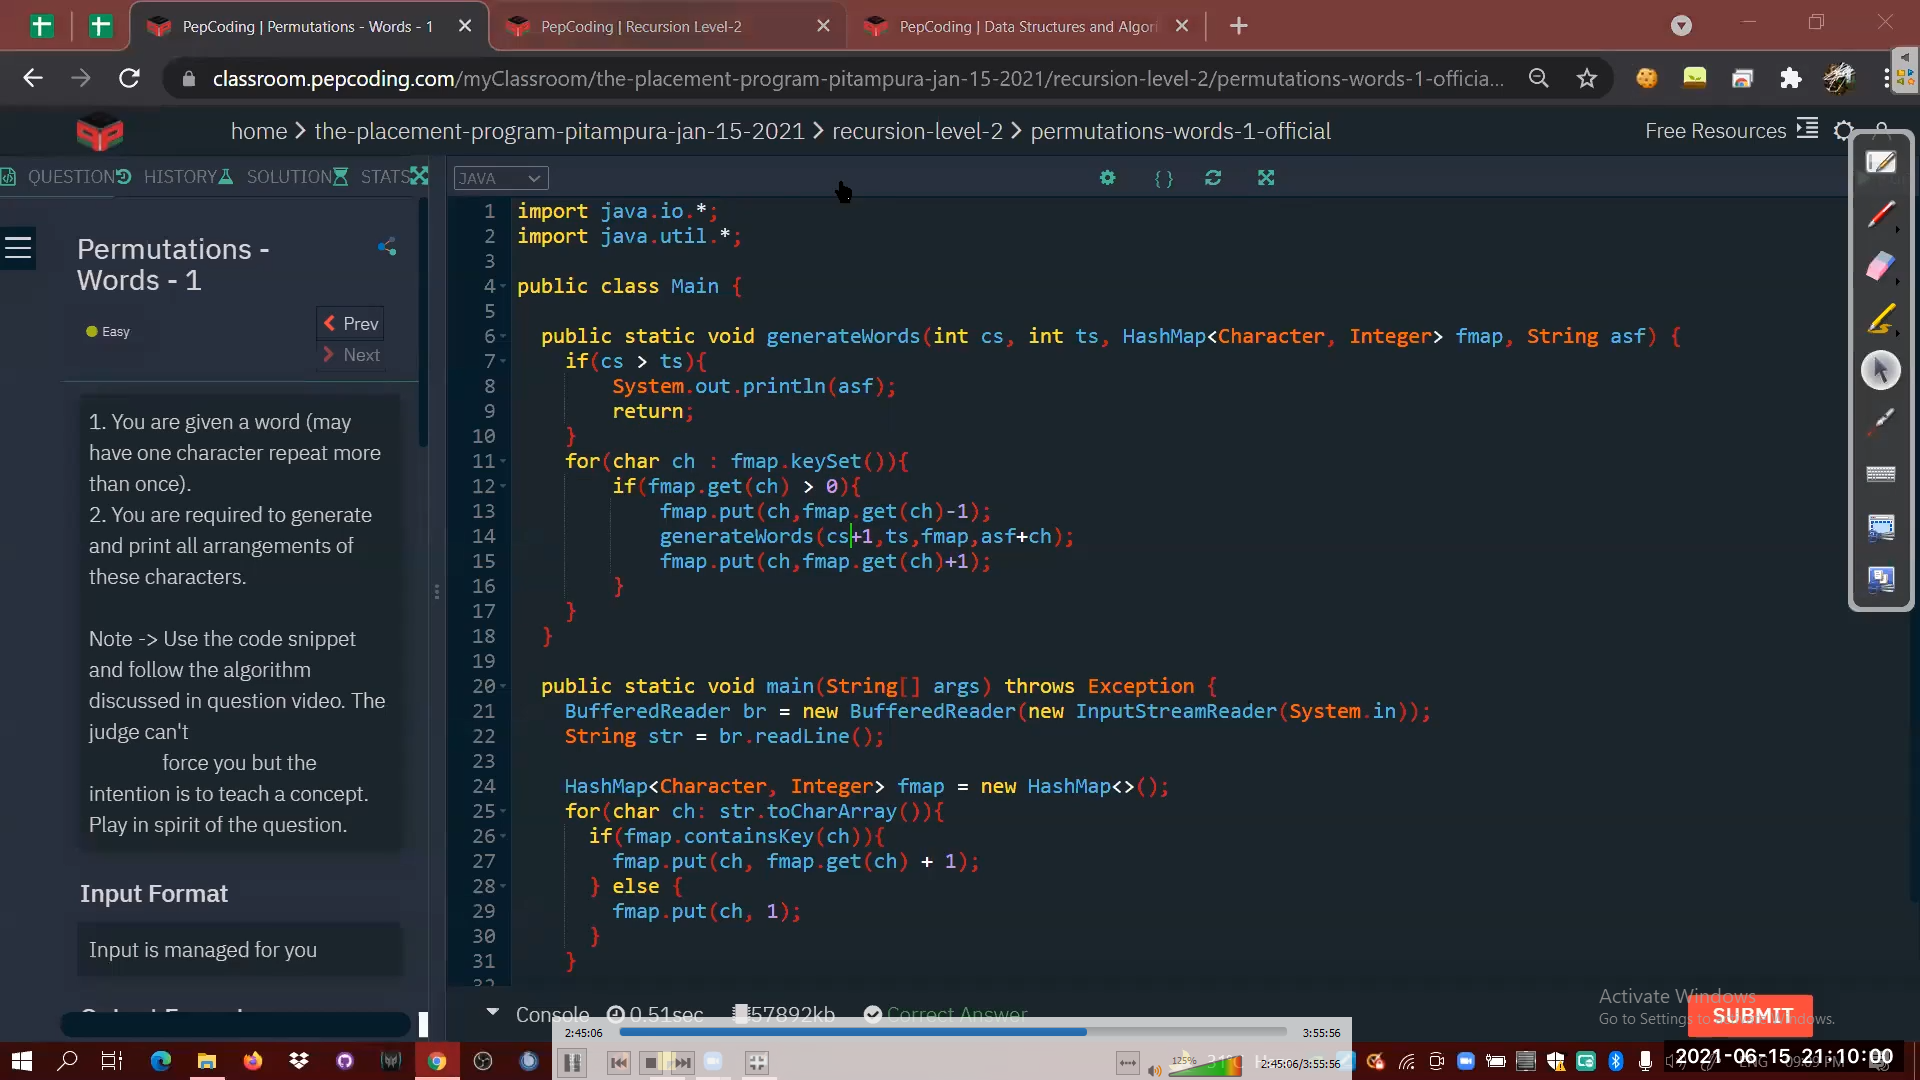 PepCoding | Permutations - Words - 1
PepCoding | Recursion Level-2
PepCoding | Data Structures and Algori
classroom.pepcoding.com/myClassroom/the-placement-program-pitampura-jan-15-2021/recursion-level-2/permutations-words-1-officia...
home > the-placement-program-pitampura-jan-15-2021 > recursion-level-2 > permutations-words-1-official
Free Resources
QUESTION
HISTORY
SOLUTION
STATS
JAVA
Permutations -
Words - 1
Easy
Prev
Next
1. You are given a word (may
have one character repeat more
than once).
2. You are required to generate
and print all arrangements of
these characters.
Note -> Use the code snippet
and follow the algorithm
discussed in question video. The
judge can't
force you but the
intention is to teach a concept.
Play in spirit of the question.
Input Format
Input is managed for you
1 import java.io.*;
2 import java.util.*;
3
4 public class Main {
5
6 public static void generateWords(int cs, int ts, HashMap<Character, Integer> fmap, String asf) {
7 if(cs > ts){
8 System.out.println(asf);
9 return;
10 }
11 for(char ch : fmap.keySet()){
12 if(fmap.get(ch) > 0){
13 fmap.put(ch,fmap.get(ch)-1);
14 generateWords(cs+1,ts,fmap,asf+ch);
15 fmap.put(ch,fmap.get(ch)+1);
16 }
17 }
18 }
19
20 public static void main(String[] args) throws Exception {
21 BufferedReader br = new BufferedReader(new InputStreamReader(System.in));
22 String str = br.readLine();
23
24 HashMap<Character, Integer> fmap = new HashMap<>();
25 for(char ch: str.toCharArray()){
26 if(fmap.containsKey(ch)){
27 fmap.put(ch, fmap.get(ch) + 1);
28 } else {
29 fmap.put(ch, 1);
30 }
31 }
Console 0.51sec 57892kb Correct Answer
Activate Windows
Go to Settings to activate Windows.
SUBMIT
2:45:06
3:55:56
125%
2:45:06/3:55:56
2021-06-15 21:10:00